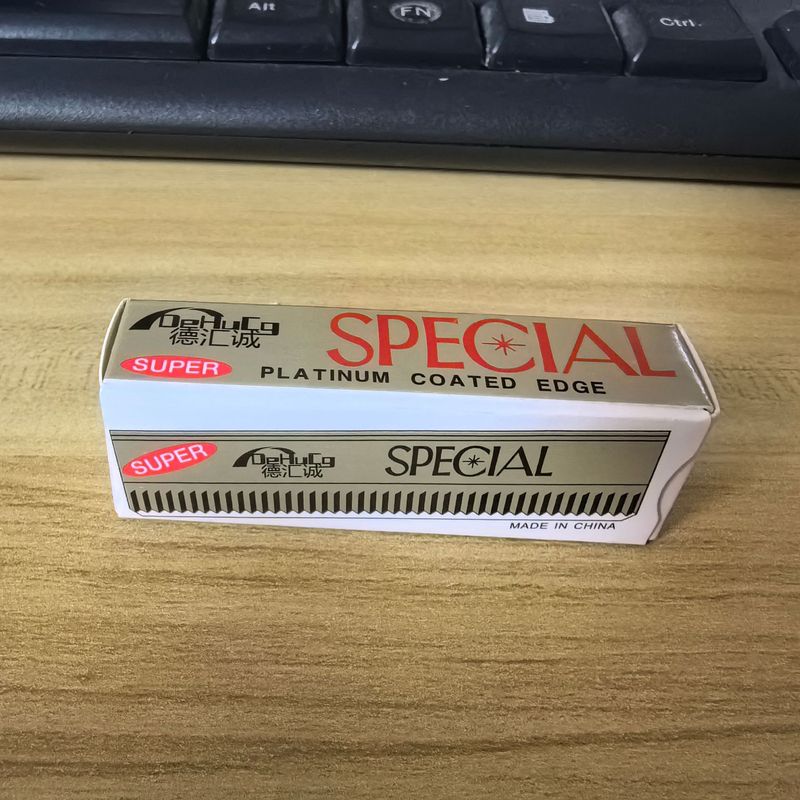 Alt
FN
Ctrl
DeHuCg
德汇诚
SPECIAL
SUPER
PLATINUM COATED EDGE
SUPER
DeHuCg
德汇诚
SPECIAL
MADE IN CHINA